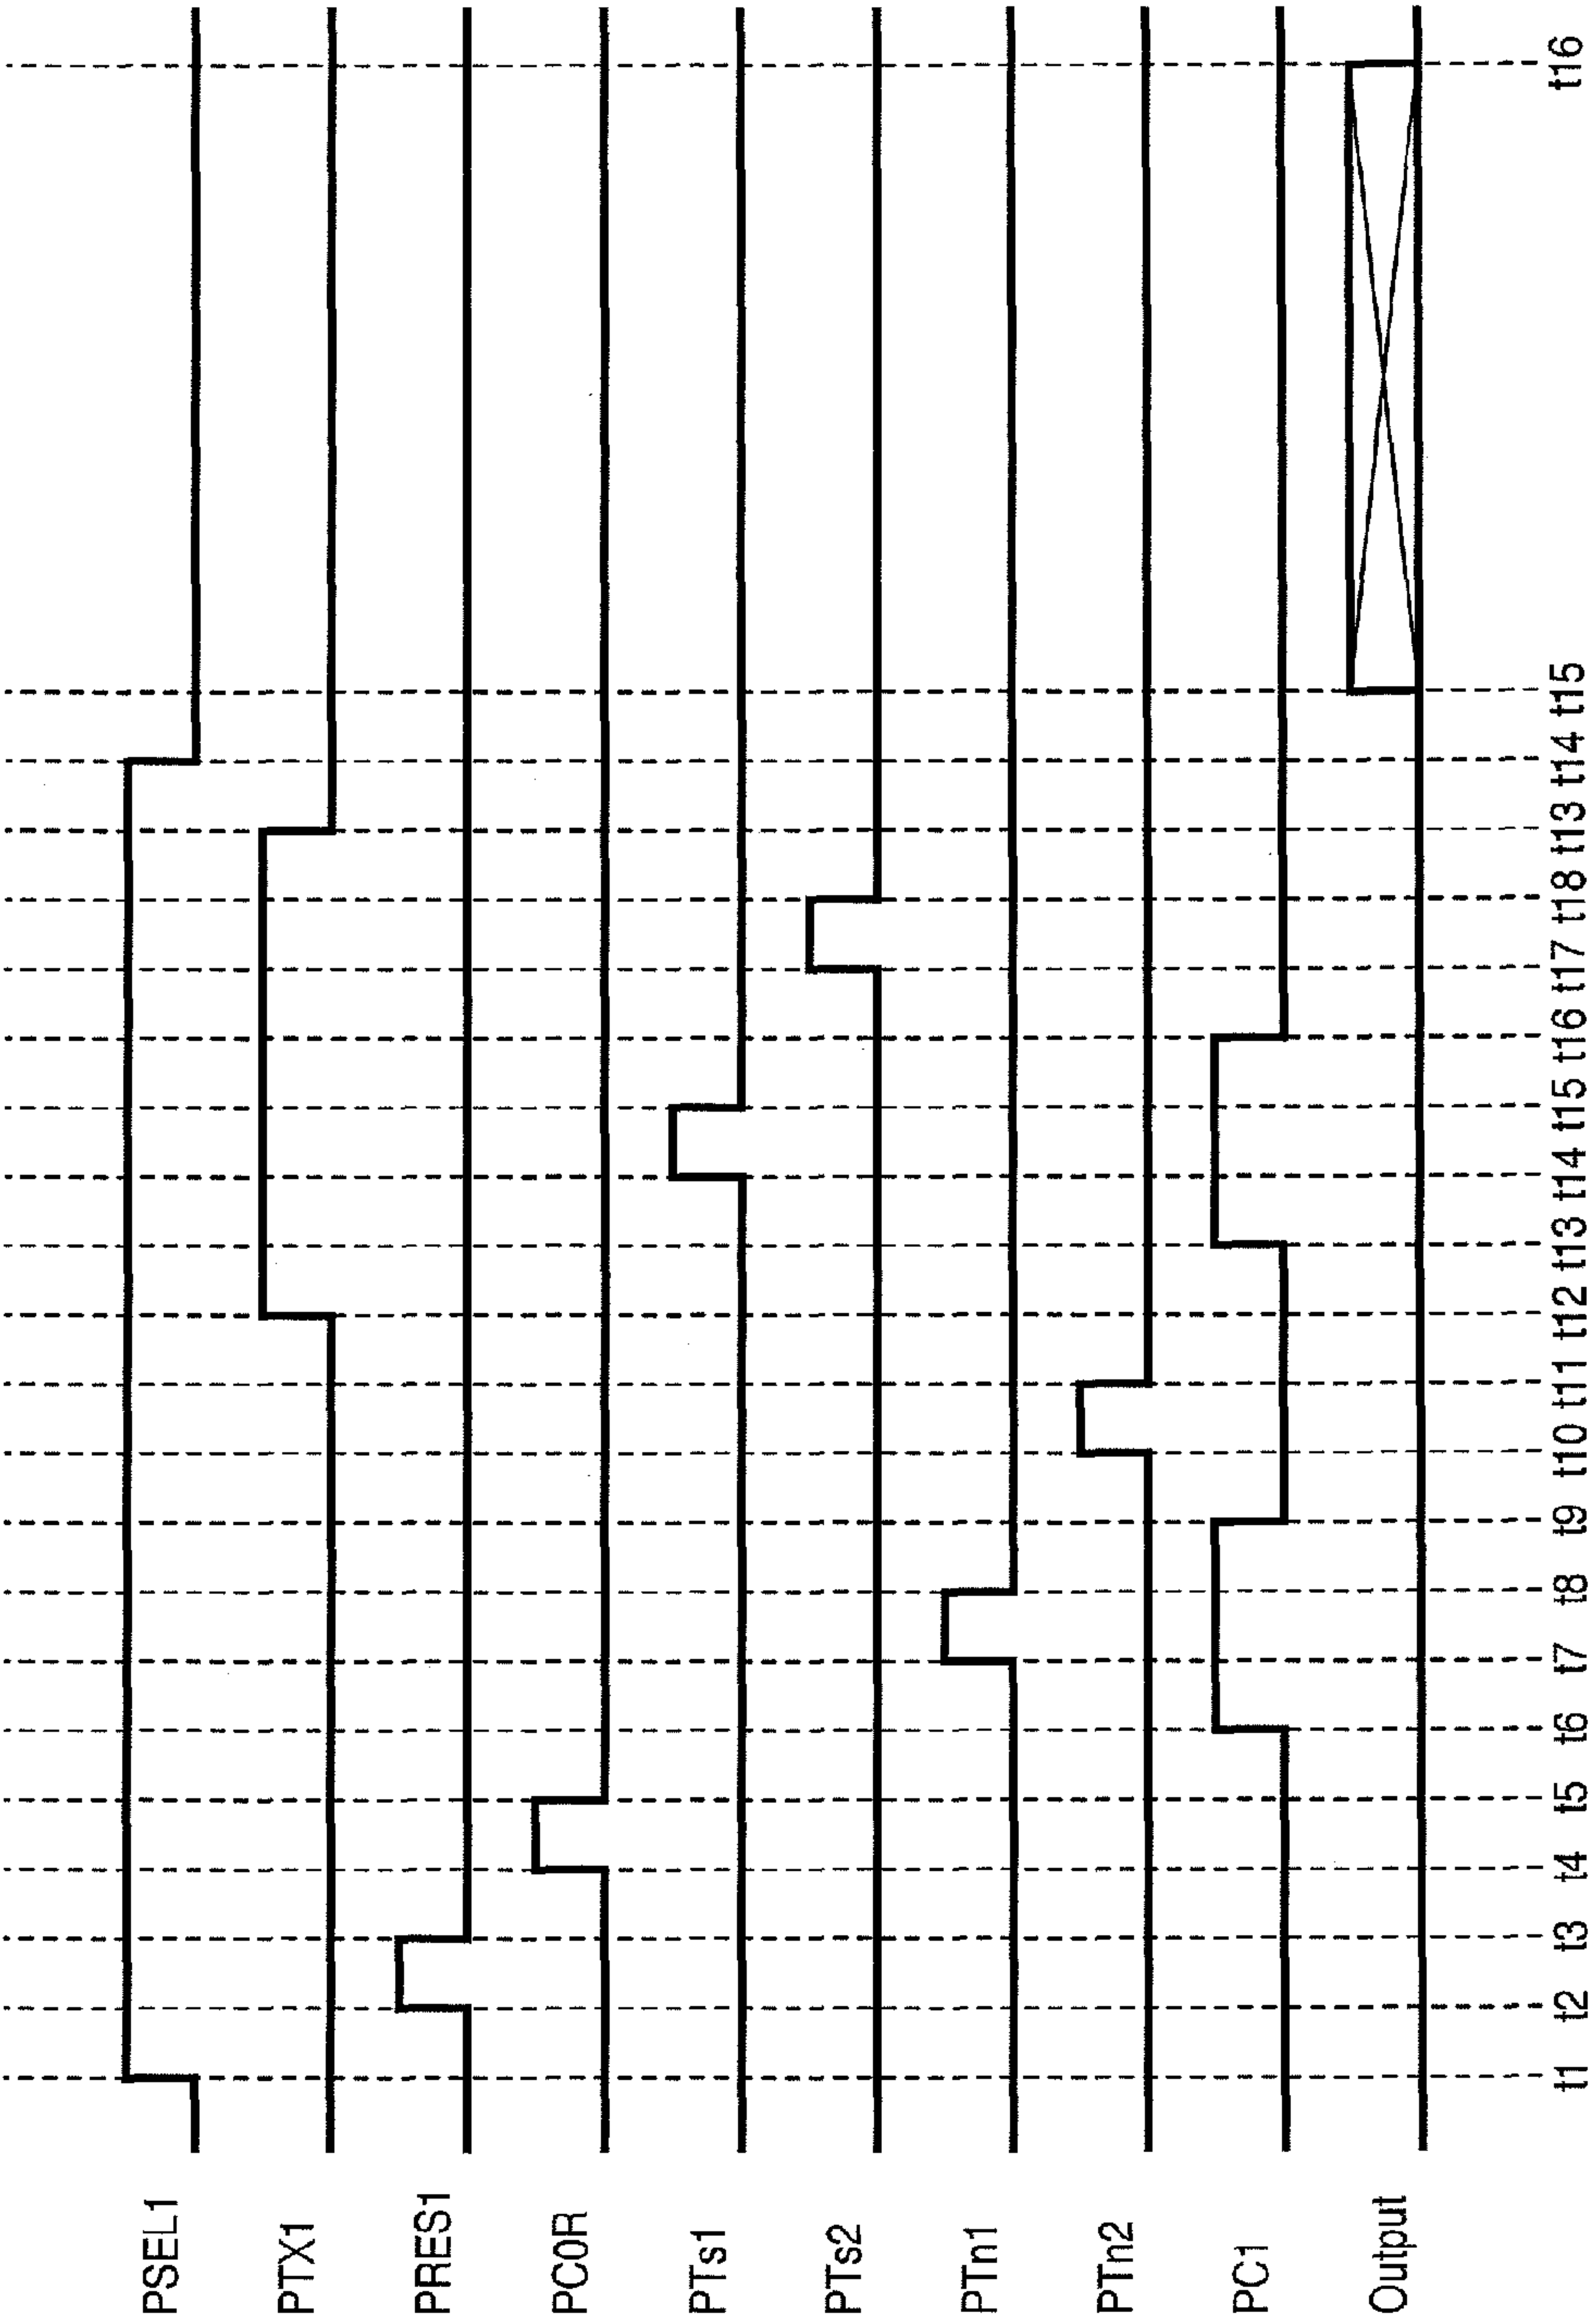 PSEL1
PTX1
PRES1
PC0R
PTs1
PTs2
PTn1
PTn2
PC1
Output
t1 t2 t3 t4 t5 t6 t7 t8 t9 t10 t11 t12 t13 t14 t15 t16 t17 t18 t13 t14 t15 t16